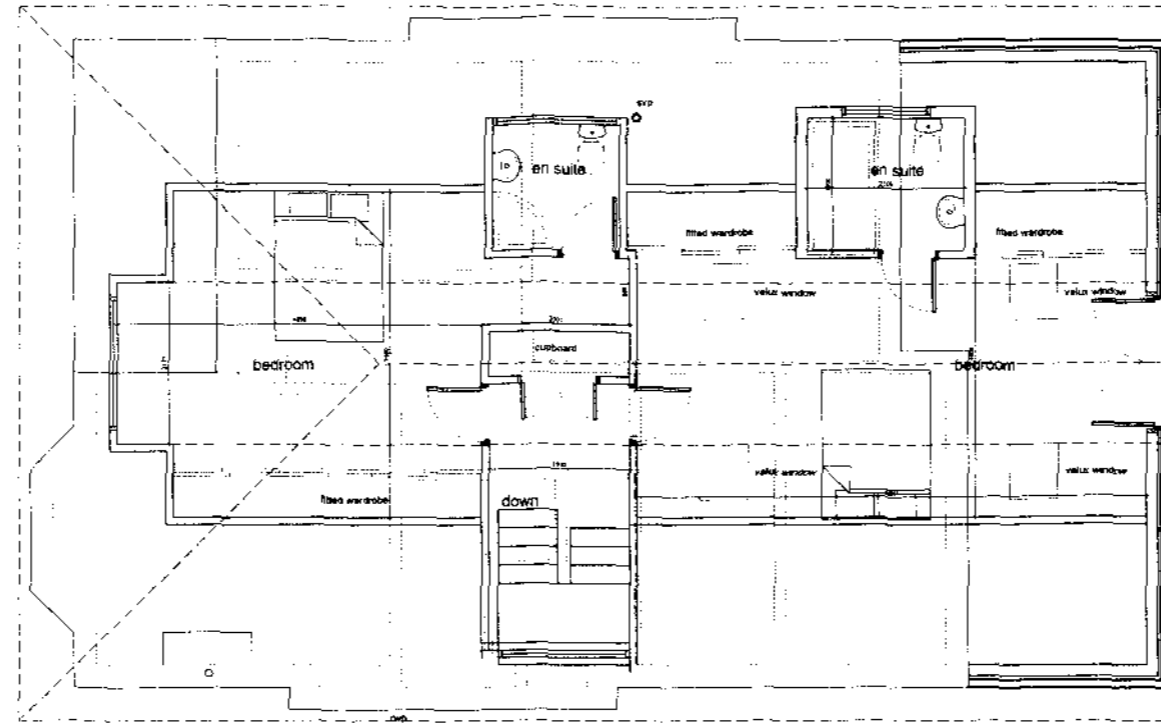 svp
en suite
en suite
fitted wardrobe
fitted wardrobe
velux window
velux window
cupboard
bedroom
bedroom
velux window
velux window
fitted wardrobe
down